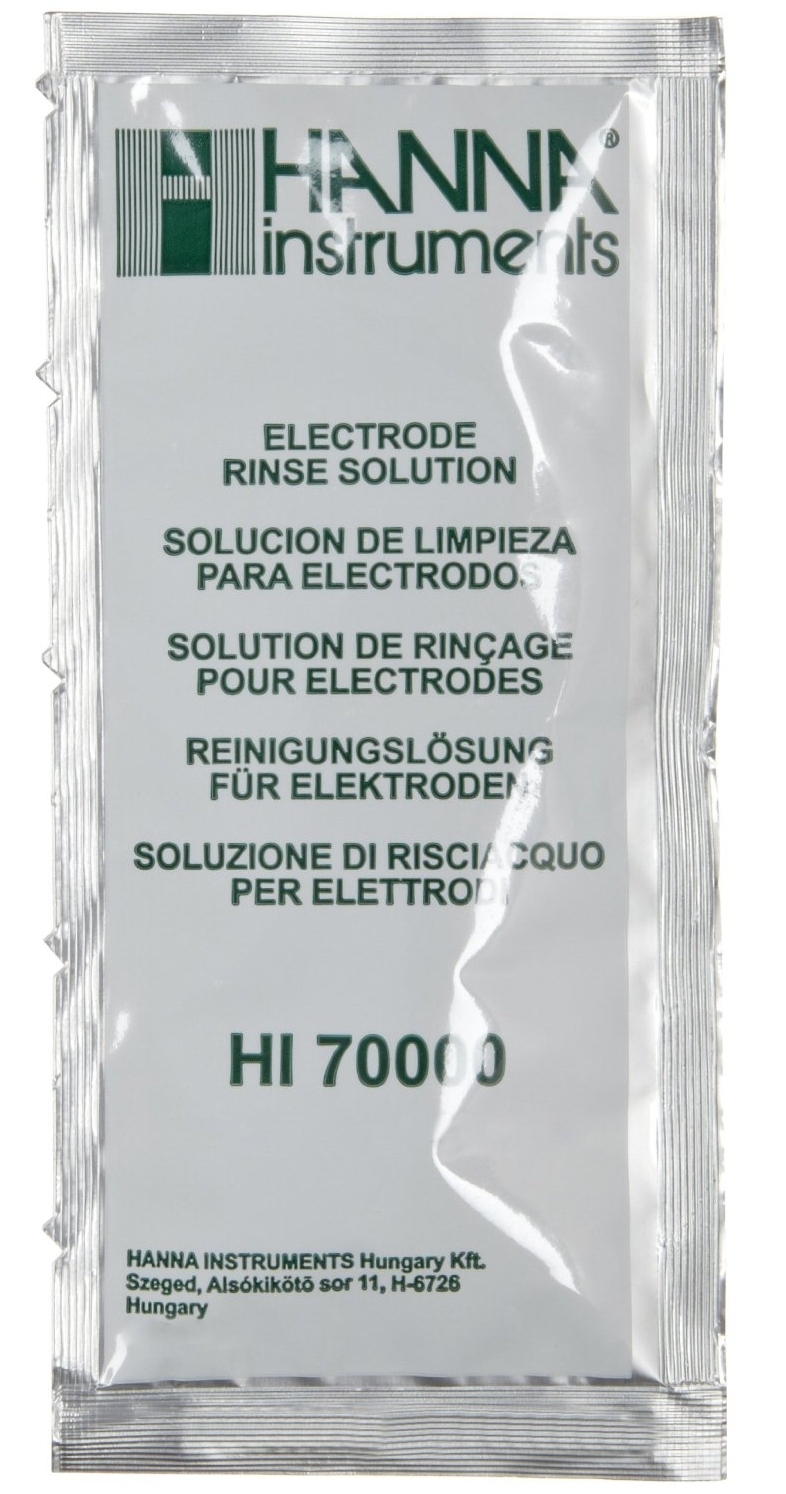 HANNA®
instruments
ELECTRODE
RINSE SOLUTION
SOLUCION DE LIMPIEZA
PARA ELECTRODOS
SOLUTION DE RINÇAGE
POUR ELECTRODES
REINIGUNGSLÖSUNG
FÜR ELEKTRODEN
SOLUZIONE DI RISCIACQUO
PER ELETTRODI
HI 70000
HANNA INSTRUMENTS Hungary Kft.
Szeged, Alsókikötõ sor 11, H-6726
Hungary